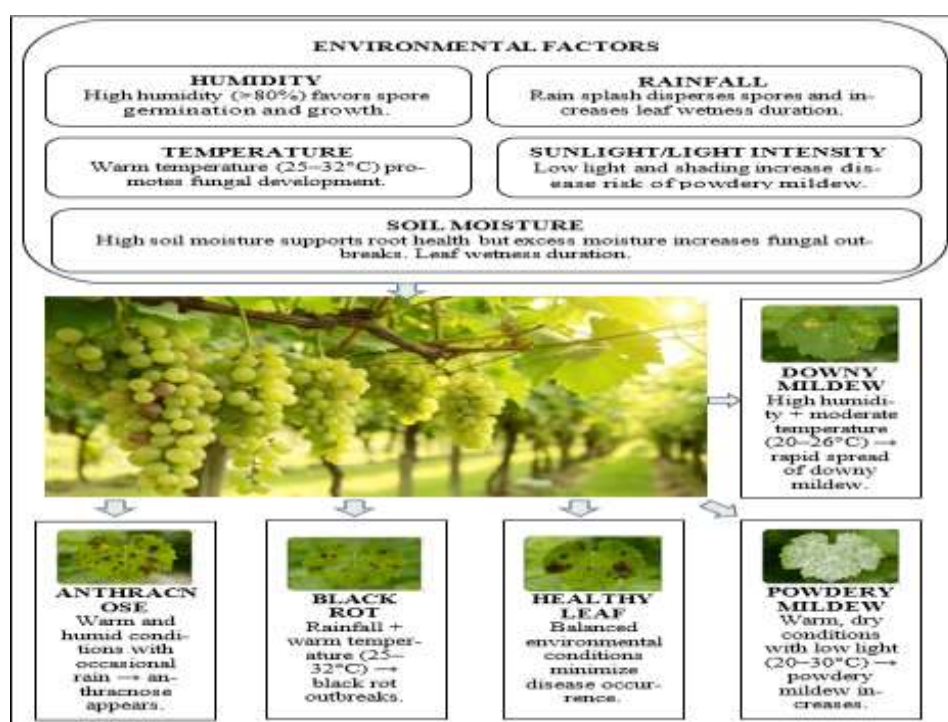 ENVIRONMENTAL FACTORS
HUMIDITY
High humidity (>80%) favors spore
germination and growth.
RAINFALL
Rain splash disperses spores and in-
creases leaf wetness duration.
TEMPERATURE
Warm temperature (25–32°C) pro-
motes fungal development.
SUNLIGHT/LIGHT INTENSITY
Low light and shading increase dis-
ease risk of powdery mildew.
SOIL MOISTURE
High soil moisture supports root health but excess moisture increases fungal out-
breaks. Leaf wetness duration.
DOWNY
MILDEW
High humidi-
ty + moderate
temperature
(20–26°C) →
rapid spread
of downy
mildew.
ANTHRACN
OSE
Warm and
humid condi-
tions with
occasional
rain → an-
thracnose
appears.
BLACK
ROT
Rainfall +
warm temper-
ature (25–
32°C) →
black rot
outbreaks.
HEALTHY
LEAF
Balanced
environmental
conditions
minimize
disease occur-
rence.
POWDERY
MILDEW
Warm, dry
conditions
with low light
(20–30°C) →
powdery
mildew in-
creases.